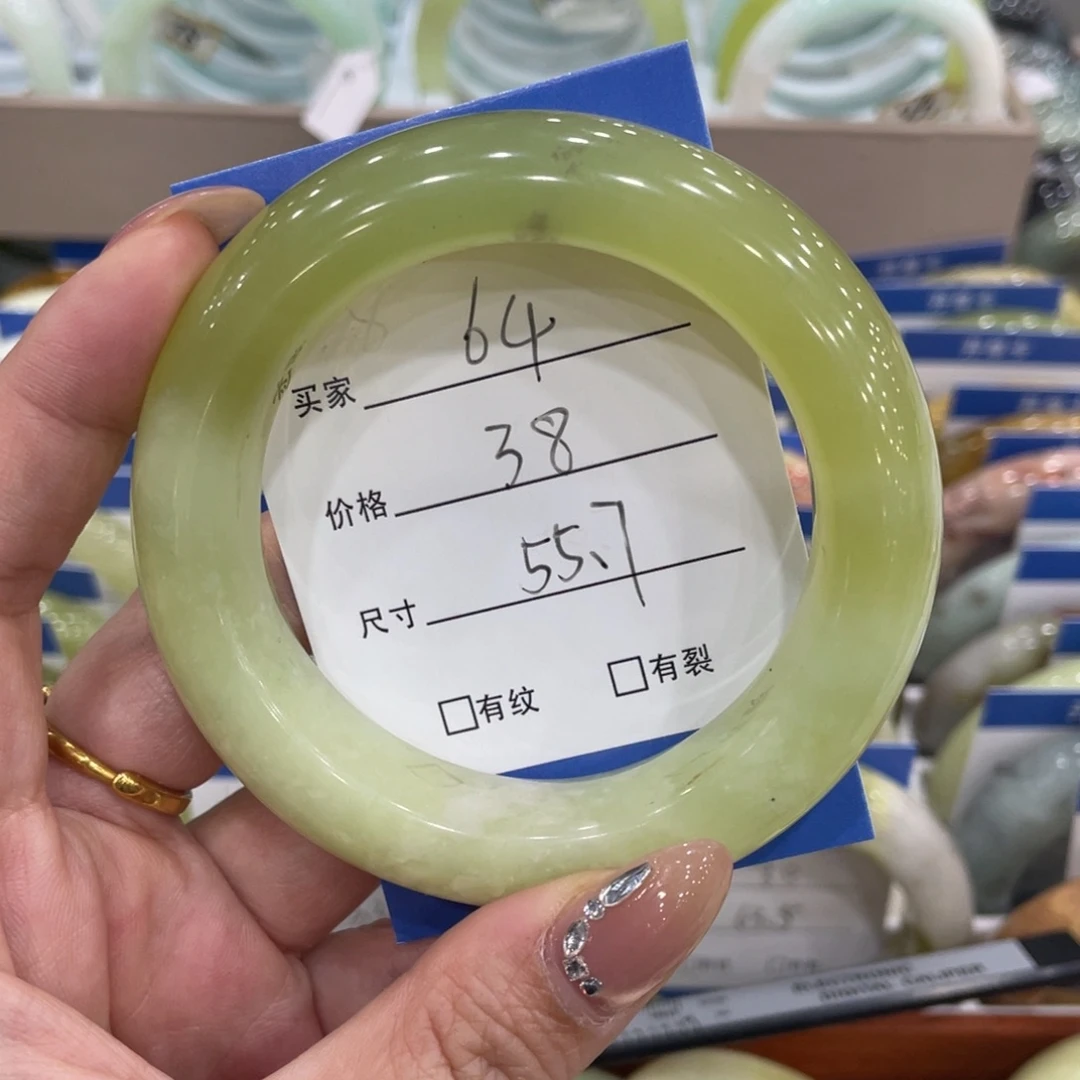 买家 64
价格 38
尺寸 55.7
□有纹 □有裂